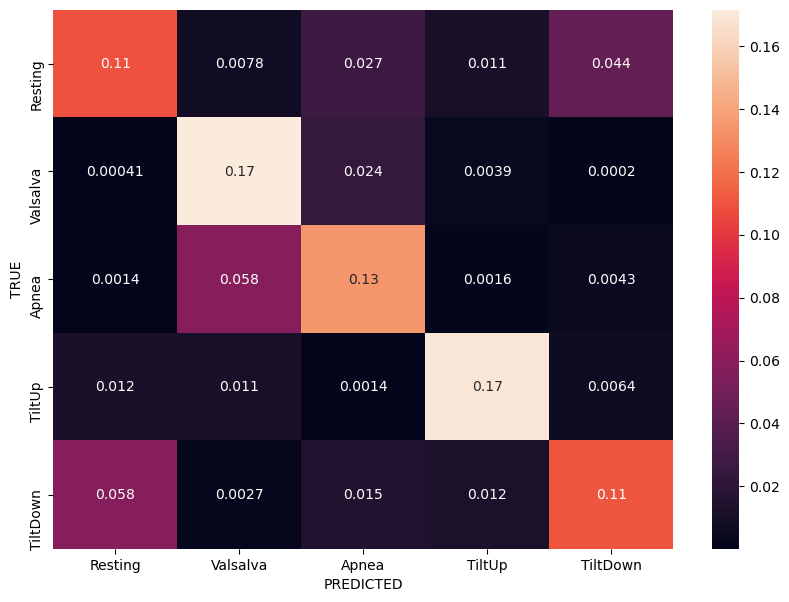 Resting 0.11 0.0078 0.027 0.011 0.044
Valsalva 0.00041 0.17 0.024 0.0039 0.0002
Apnea 0.0014 0.058 0.13 0.0016 0.0043
TiltUp 0.012 0.011 0.0014 0.17 0.0064
TiltDown 0.058 0.0027 0.015 0.012 0.11
TRUE
Resting Valsalva Apnea TiltUp TiltDown
PREDICTED
0.16
0.14
0.12
0.10
0.08
0.06
0.04
0.02